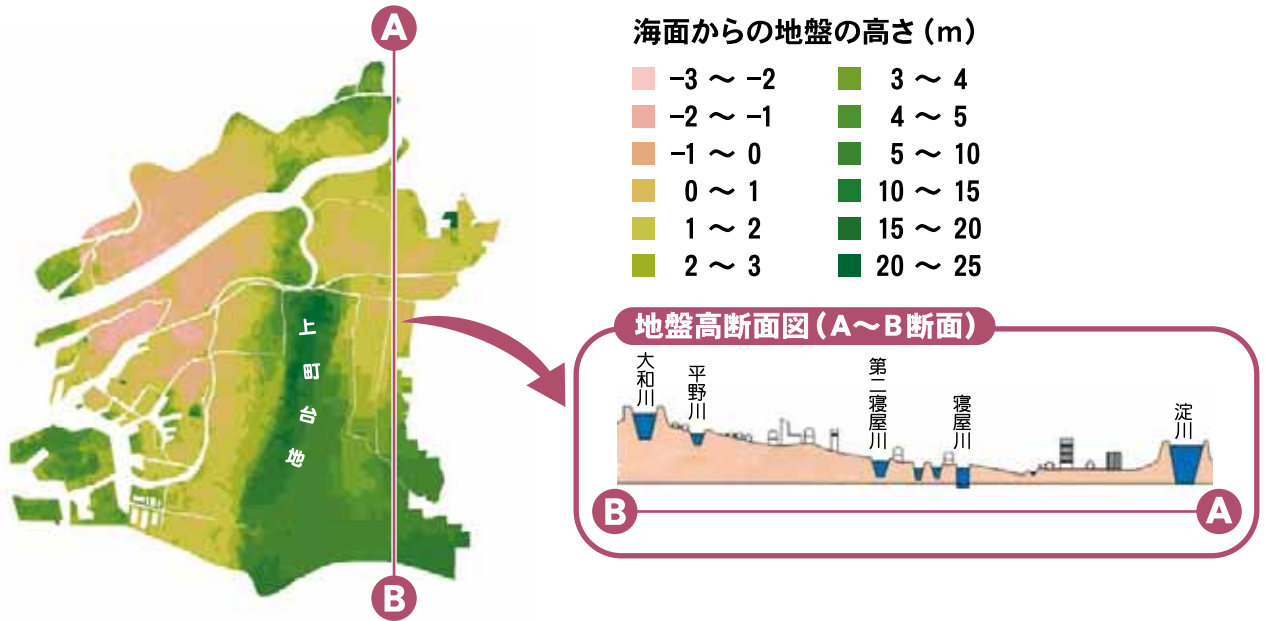 A
上町台地
B
海面からの地盤の高さ（m）
−3 ～ −2
−2 ～ −1
−1 ～ 0
0 ～ 1
1 ～ 2
2 ～ 3
3 ～ 4
4 ～ 5
5 ～ 10
10 ～ 15
15 ～ 20
20 ～ 25
地盤高断面図（A～B断面）
大和川
平野川
第二寝屋川
寝屋川
淀川
B
A